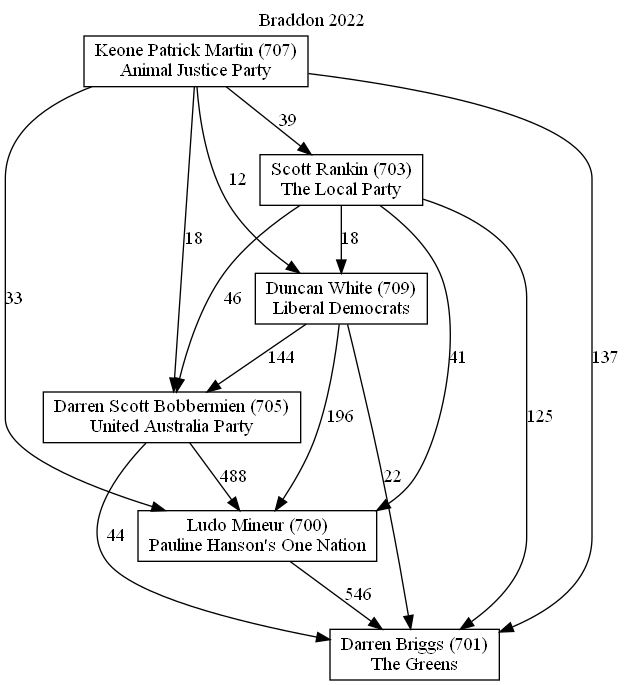 Braddon 2022
Keone Patrick Martin (707)
Animal Justice Party
39
Scott Rankin (703)
The Local Party
12
18
18
33
46
Duncan White (709)
Liberal Democrats
144
41
137
Darren Scott Bobbermien (705)
United Australia Party
196
125
488
22
44
Ludo Mineur (700)
Pauline Hanson's One Nation
546
Darren Briggs (701)
The Greens